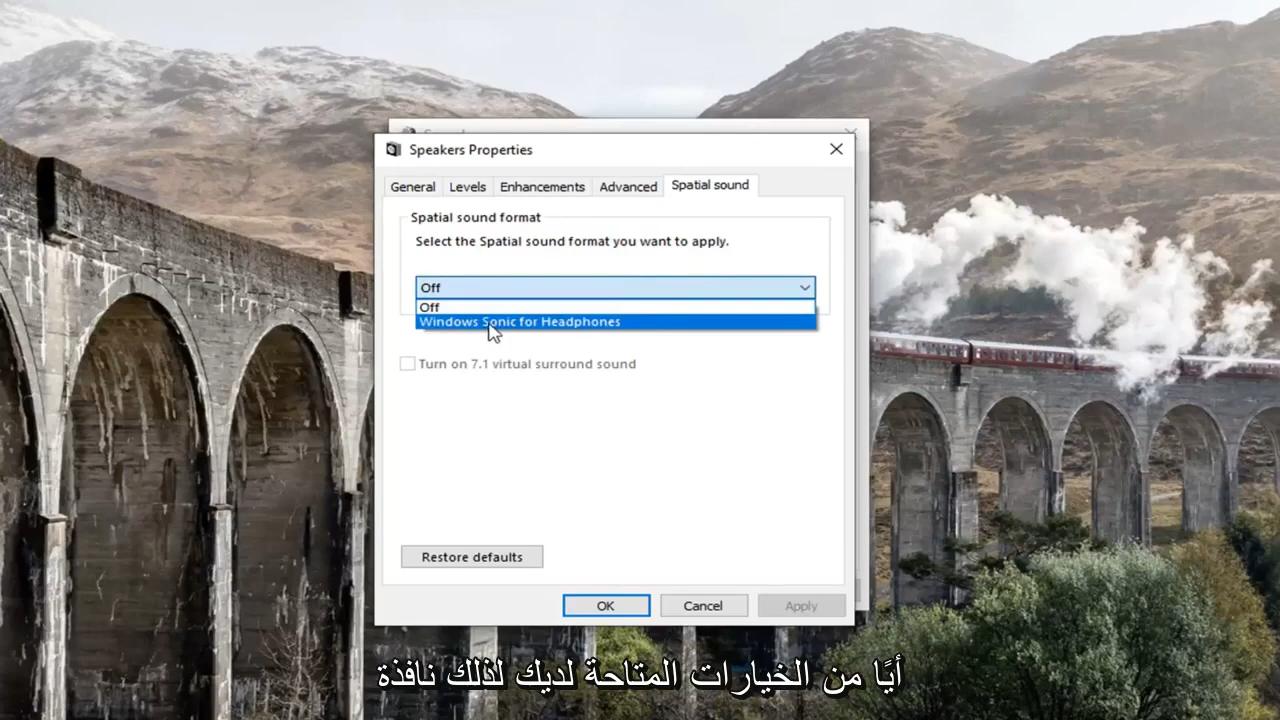 Speakers Properties
General
Levels
Enhancements
Advanced
Spatial sound
Spatial sound format
Select the Spatial sound format you want to apply.
Off
Off
Windows Sonic for Headphones
Turn on 7.1 virtual surround sound
Restore defaults
OK
Cancel
Apply
أيًا من الخيارات المتاحة لديك لذلك نافذة